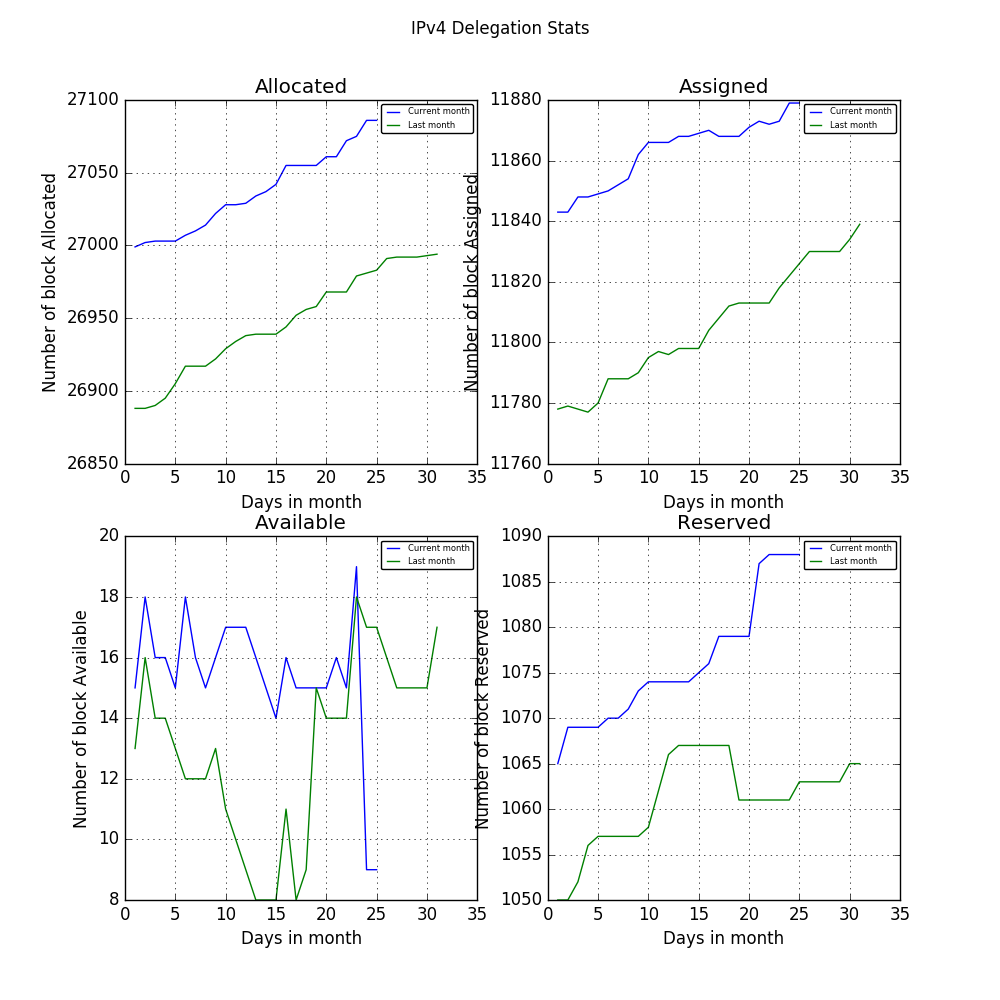 IPv4 Delegation Stats
Allocated
27100
27050
27000
26950
26900
26850
Number of block Allocated
0 5 10 15 20 25 30 35
Days in month
Current month
Last month
Assigned
11880
11860
11840
11820
11800
11780
11760
Number of block Assigned
0 5 10 15 20 25 30 35
Days in month
Current month
Last month
Available
20
18
16
14
12
10
8
Number of block Available
0 5 10 15 20 25 30 35
Days in month
Current month
Last month
Reserved
1090
1085
1080
1075
1070
1065
1060
1055
1050
Number of block Reserved
0 5 10 15 20 25 30 35
Days in month
Current month
Last month